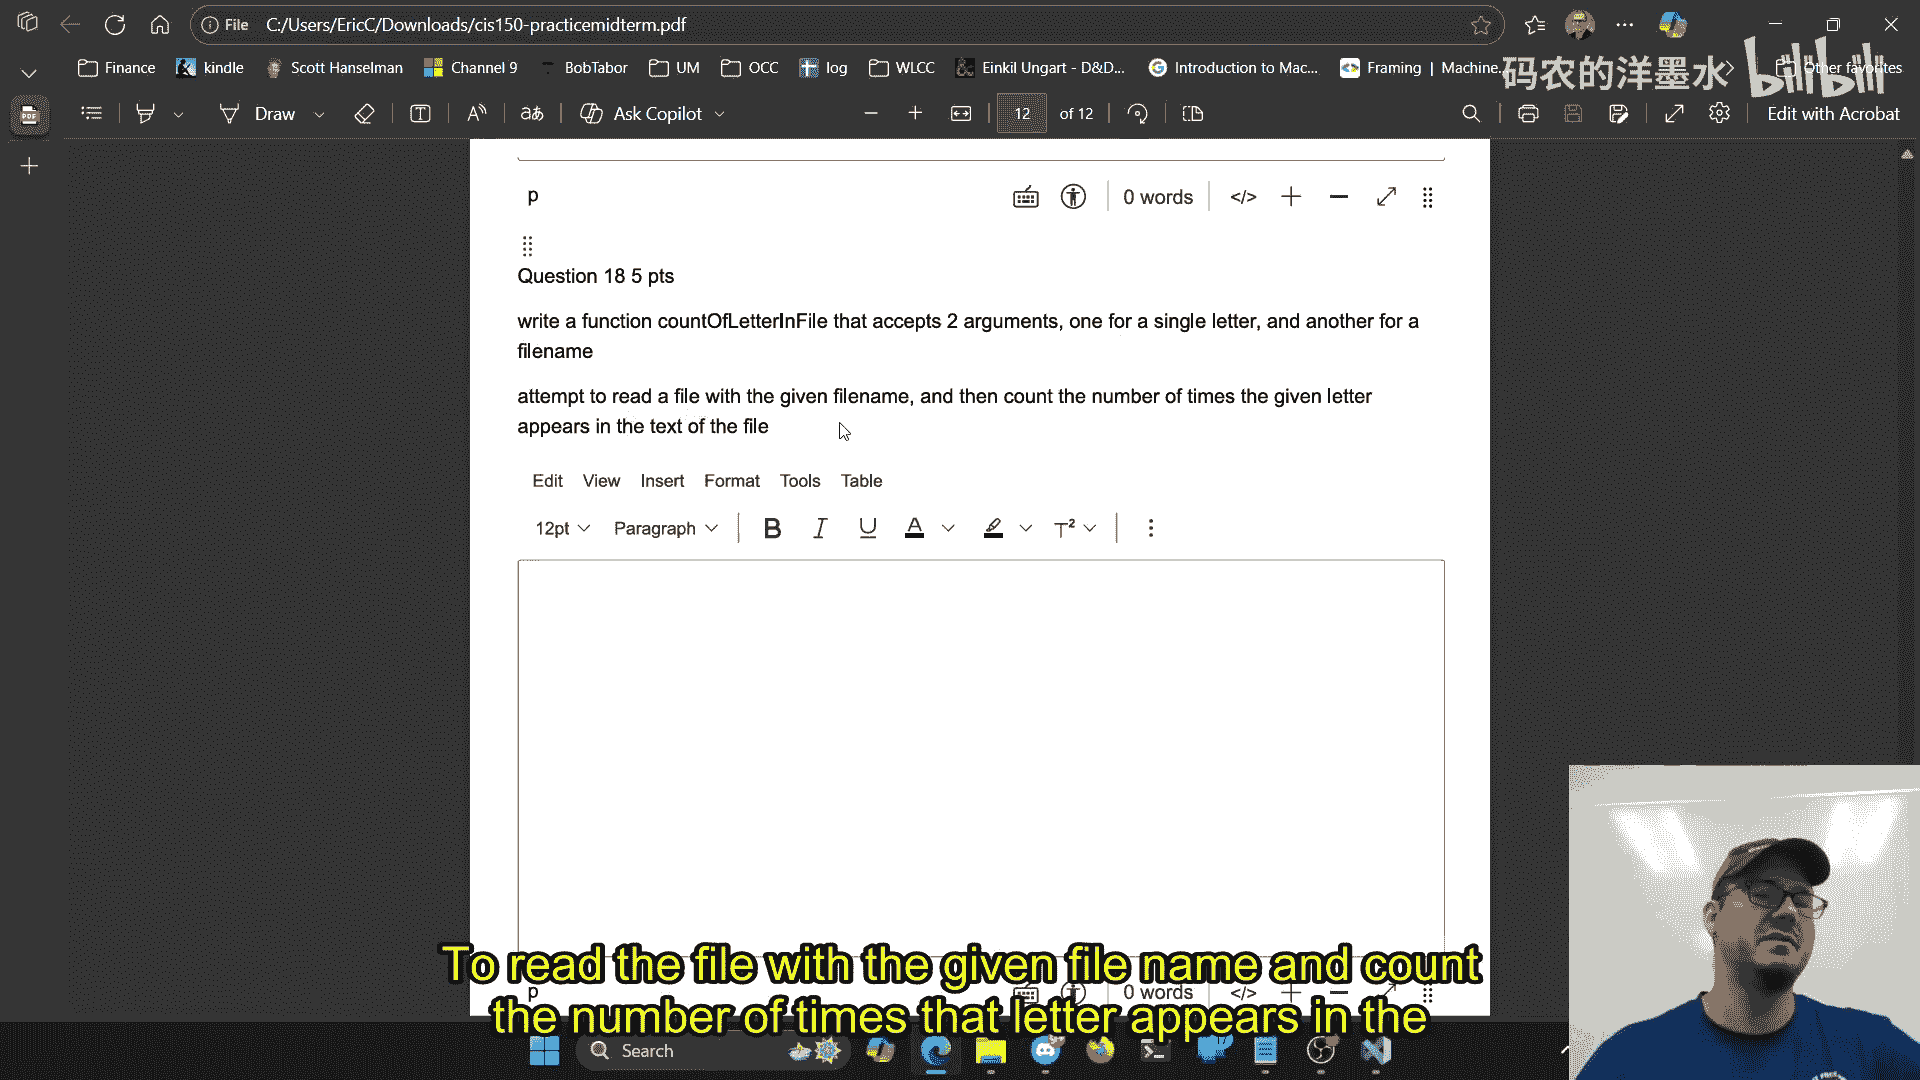 File C:/Users/EricC/Downloads/cis150-practicemidterm.pdf
Finance kindle Scott Hanselman Channel 9 BobTabor UM OCC log WLCC Einkil Ungart - D&D... Introduction to Mac... Framing | Machine... Other favorites
码农的洋墨水 bilibili
Draw Ask Copilot 12 of 12 Edit with Acrobat
p 0 words </>
Question 18 5 pts
write a function countOfLetterInFile that accepts 2 arguments, one for a single letter, and another for a
filename
attempt to read a file with the given filename, and then count the number of times the given letter
appears in the text of the file
Edit View Insert Format Tools Table
12pt Paragraph B I U A T²
To read the file with the given file name and count
p 0 words </>
the number of times that letter appears in the
Search